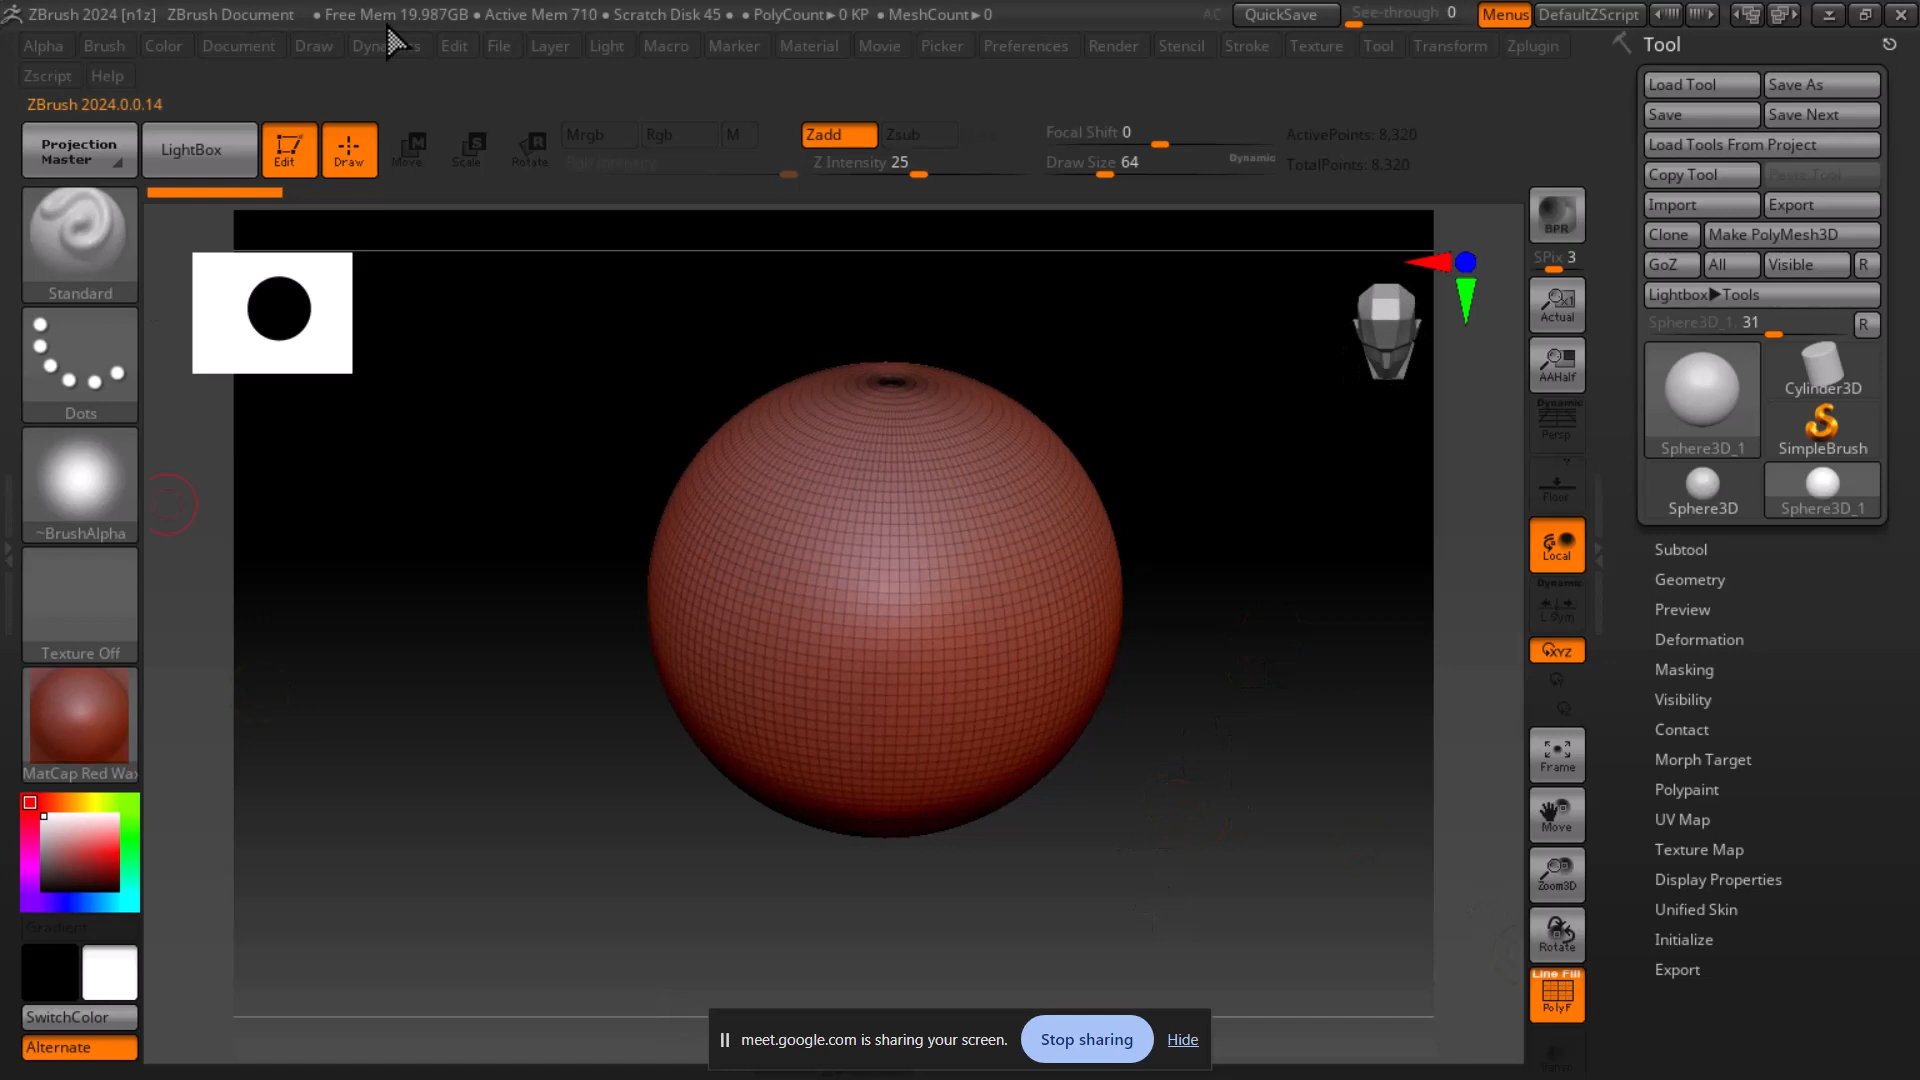 ZBrush 2024 [n1z] ZBrush Document • Free Mem 19.987GB • Active Mem 710 • Scratch Disk 45 • • PolyCount▶0 KP • MeshCount▶0 AC QuickSave See-through 0 Menus DefaultZScript
Alpha Brush Color Document Draw Edit File Layer Light Macro Marker Material Movie Picker Preferences Render Stencil Stroke Texture Tool Transform Zplugin
Zscript Help
ZBrush 2024.0.0.14
Projection Master
LightBox
Edit
Draw
Move
Scale
Rotate
Mrgb Rgb M
Rgb Intensity
Zadd Zsub
Z Intensity 25
Focal Shift 0
Draw Size 64 Dynamic
ActivePoints: 8,320
TotalPoints: 8,320
Standard
Dots
~BrushAlpha
Texture Off
MatCap Red Wax
Gradient
SwitchColor
Alternate
BPR
SPix 3
Actual
AAHalf
Dynamic
Persp
Floor
Local
Dynamic
L.Sym
XYZ
Frame
Move
Zoom3D
Rotate
Line Fill
PolyF
Transp
Tool
Load Tool Save As
Save Save Next
Load Tools From Project
Copy Tool Paste Tool
Import Export
Clone Make PolyMesh3D
GoZ All Visible R
Lightbox▶Tools
Sphere3D_1. 31 R
Sphere3D_1
Cylinder3D
SimpleBrush
Sphere3D
Sphere3D_1
Subtool
Geometry
Preview
Deformation
Masking
Visibility
Contact
Morph Target
Polypaint
UV Map
Texture Map
Display Properties
Unified Skin
Initialize
Export
meet.google.com is sharing your screen. Stop sharing Hide